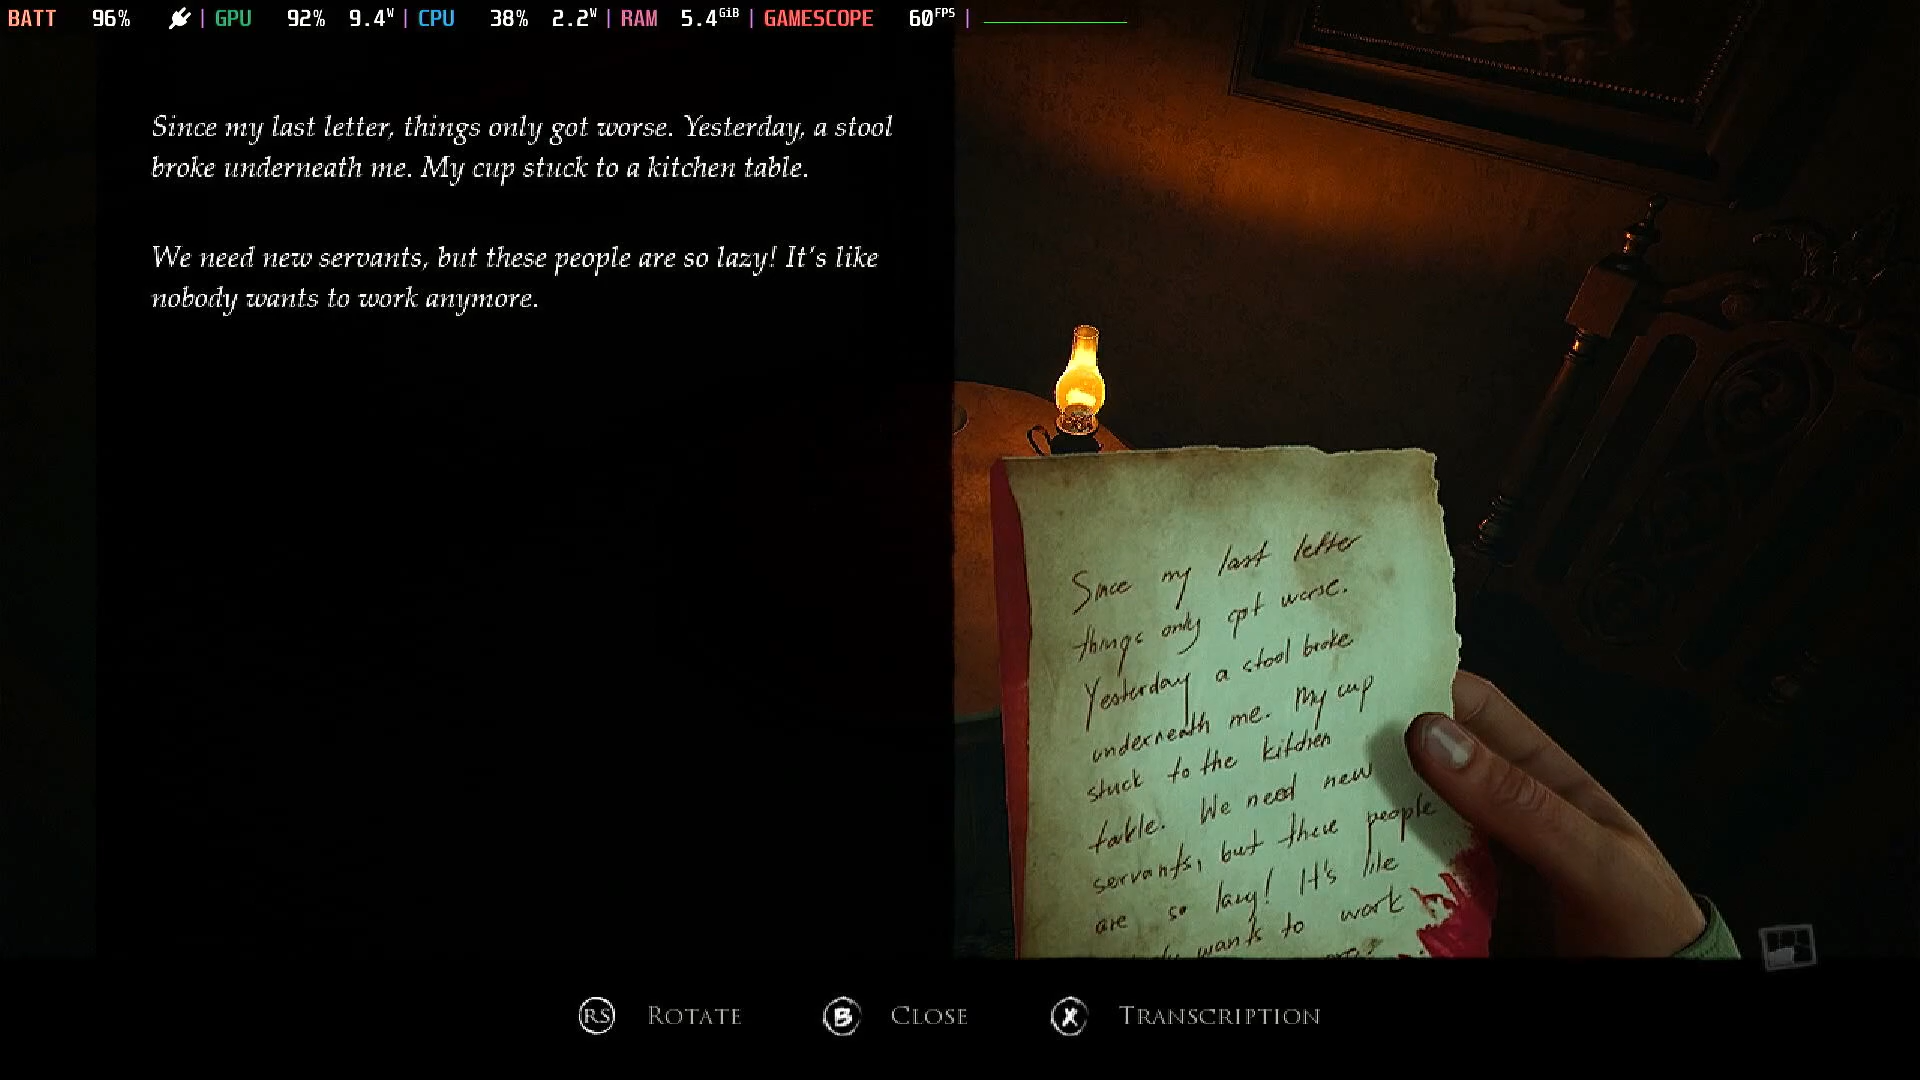 BATT 96% | GPU 92% 9.4W | CPU 38% 2.2W | RAM 5.4GiB | GAMESCOPE 60FPS |
Since my last letter, things only got worse. Yesterday, a stool
broke underneath me. My cup stuck to a kitchen table.
We need new servants, but these people are so lazy! It's like
nobody wants to work anymore.
Since my last letter
things only got worse.
Yesterday a stool broke
underneath me. My cup
stuck to the kitchen
table. We need new
servants, but these people
are so lazy! It's like
wants to work
RS ROTATE B CLOSE X TRANSCRIPTION